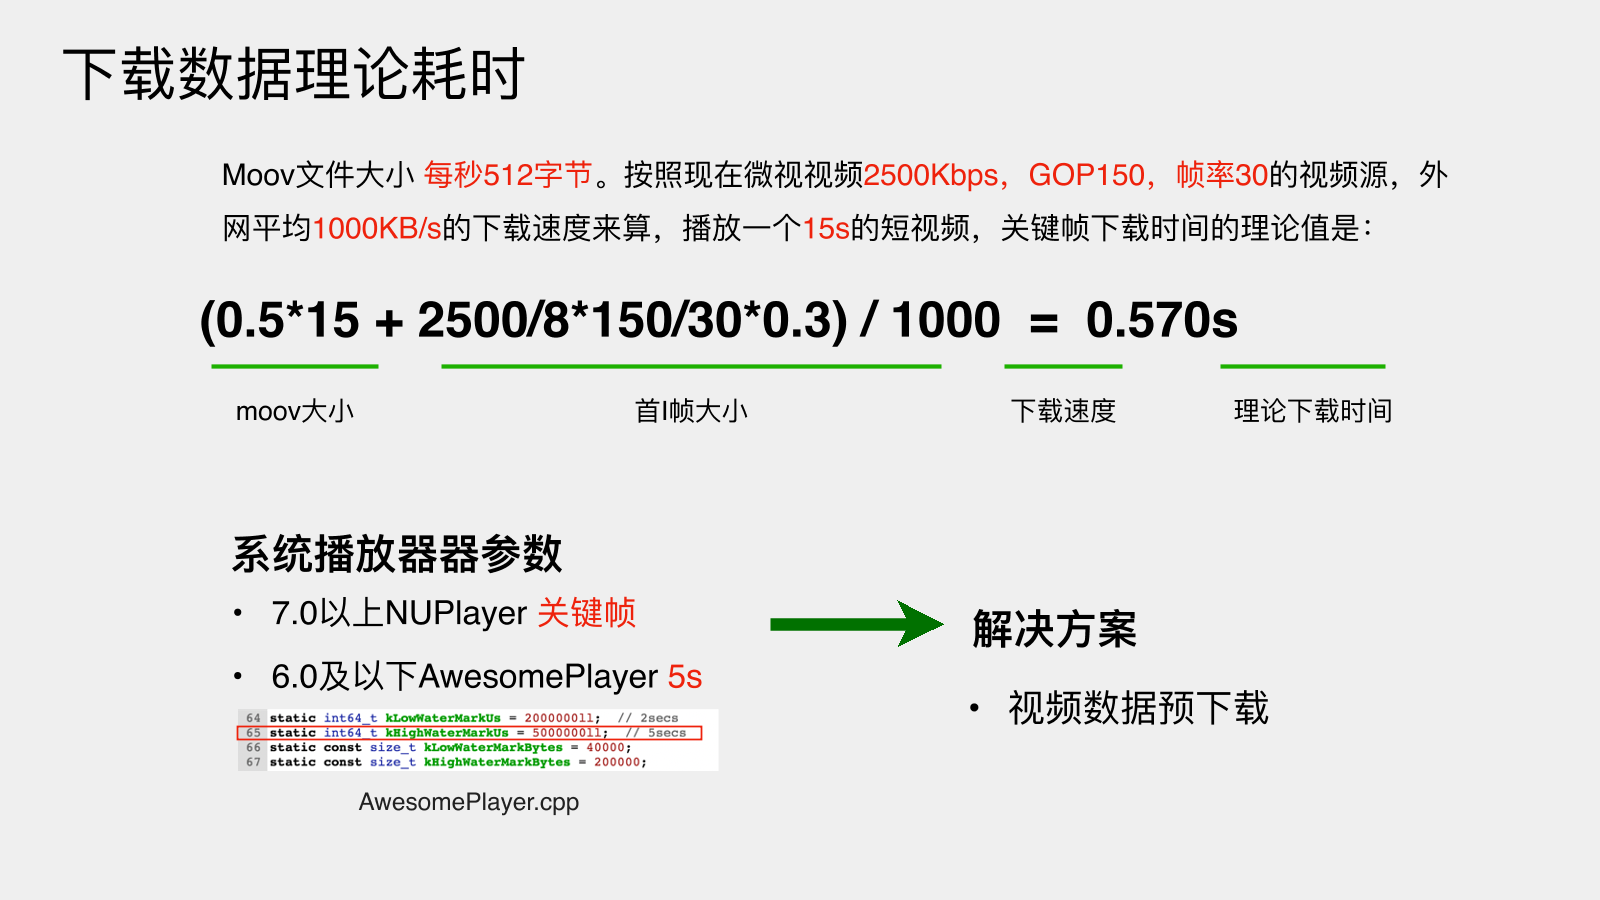 下载数据理论耗时
Moov文件大小 每秒512字节。按照现在微视视频2500Kbps，GOP150，帧率30的视频源，外
网平均1000KB/s的下载速度来算，播放一个15s的短视频，关键帧下载时间的理论值是：
(0.5*15 + 2500/8*150/30*0.3) / 1000 = 0.570s
moov大小
首I帧大小
下载速度
理论下载时间
系统播放器器参数
• 7.0以上NUPlayer 关键帧
• 6.0及以下AwesomePlayer 5s
64 static int64_t kLowWaterMarkUs = 2000000ll; // 2secs
65 static int64_t kHighWaterMarkUs = 5000000ll; // 5secs
66 static const size_t kLowWaterMarkBytes = 40000;
67 static const size_t kHighWaterMarkBytes = 200000;
AwesomePlayer.cpp
解决方案
• 视频数据预下载